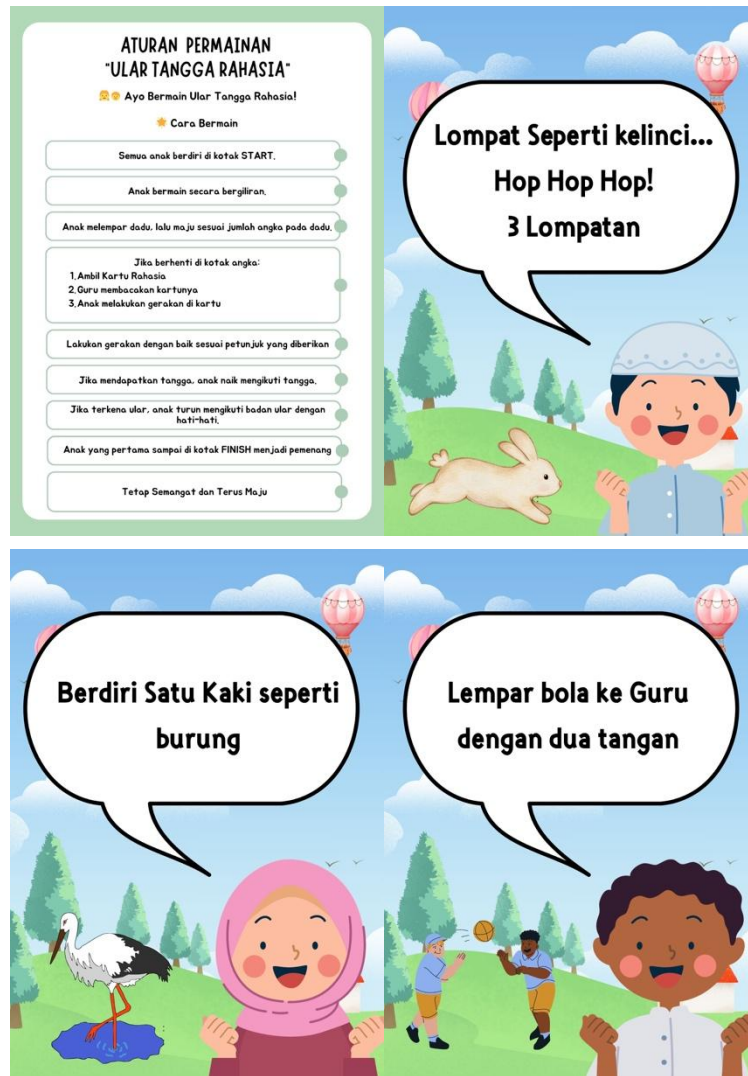 ATURAN PERMAINAN
"ULAR TANGGA RAHASIA"
Ayo Bermain Ular Tangga Rahasia!
Cara Bermain
Semua anak berdiri di kotak START.
Anak bermain secara bergiliran.
Anak melempar dadu, lalu maju sesuai jumlah angka pada dadu.
Jika berhenti di kotak angka:
1. Ambil Kartu Rahasia
2. Guru membacakan kartunya
3. Anak melakukan gerakan di kartu
Lakukan gerakan dengan baik sesuai petunjuk yang diberikan
Jika mendapatkan tangga, anak naik mengikuti tangga.
Jika terkena ular, anak turun mengikuti badan ular dengan
hati-hati.
Anak yang pertama sampai di kotak FINISH menjadi pemenang
Tetap Semangat dan Terus Maju
Lompat Seperti kelinci...
Hop Hop Hop!
3 Lompatan
Berdiri Satu Kaki seperti
burung
Lempar bola ke Guru
dengan dua tangan